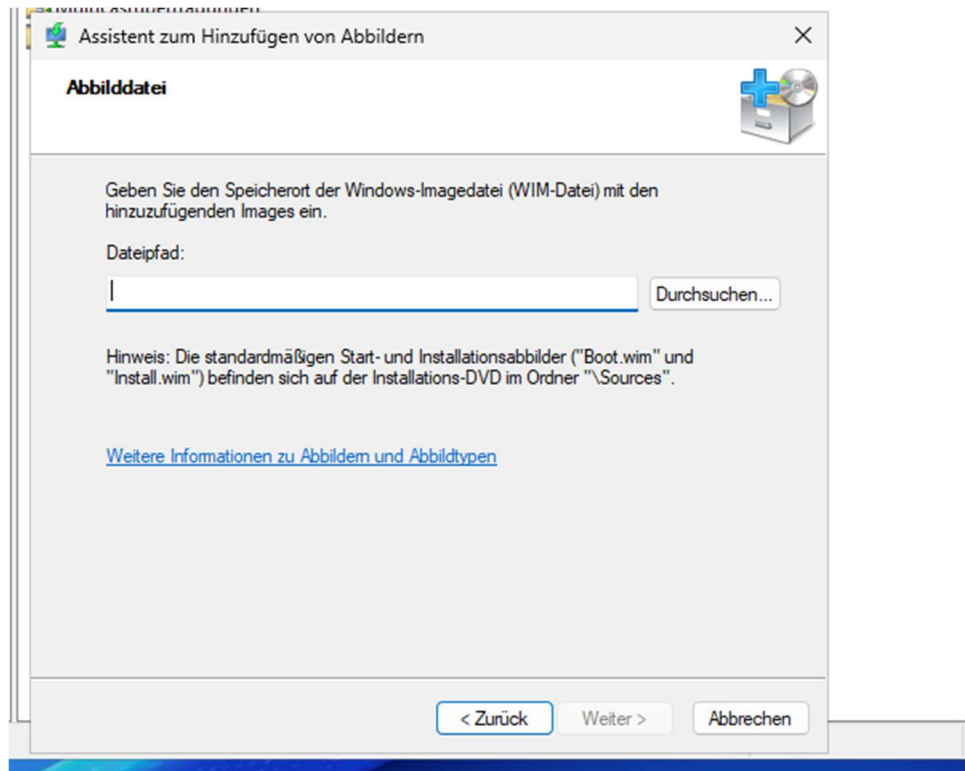 Assistent zum Hinzufügen von Abbildern
Abbilddatei
Geben Sie den Speicherort der Windows-Imagedatei (WIM-Datei) mit den
hinzuzufügenden Images ein.
Dateipfad:
Durchsuchen...
Hinweis: Die standardmäßigen Start- und Installationsabbilder ("Boot.wim" und
"Install.wim") befinden sich auf der Installations-DVD im Ordner "\Sources".
Weitere Informationen zu Abbildern und Abbildtypen
< Zurück Weiter > Abbrechen